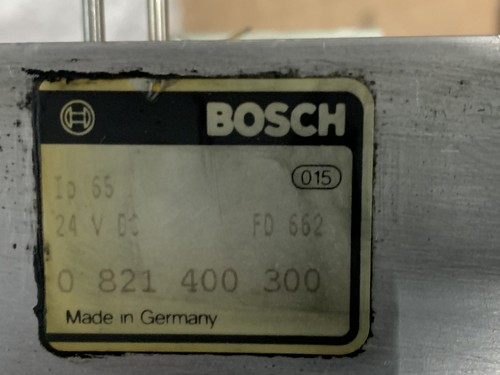 BOSCH
015
Ip 65
24 V DC FD 662
0 821 400 300
Made in Germany